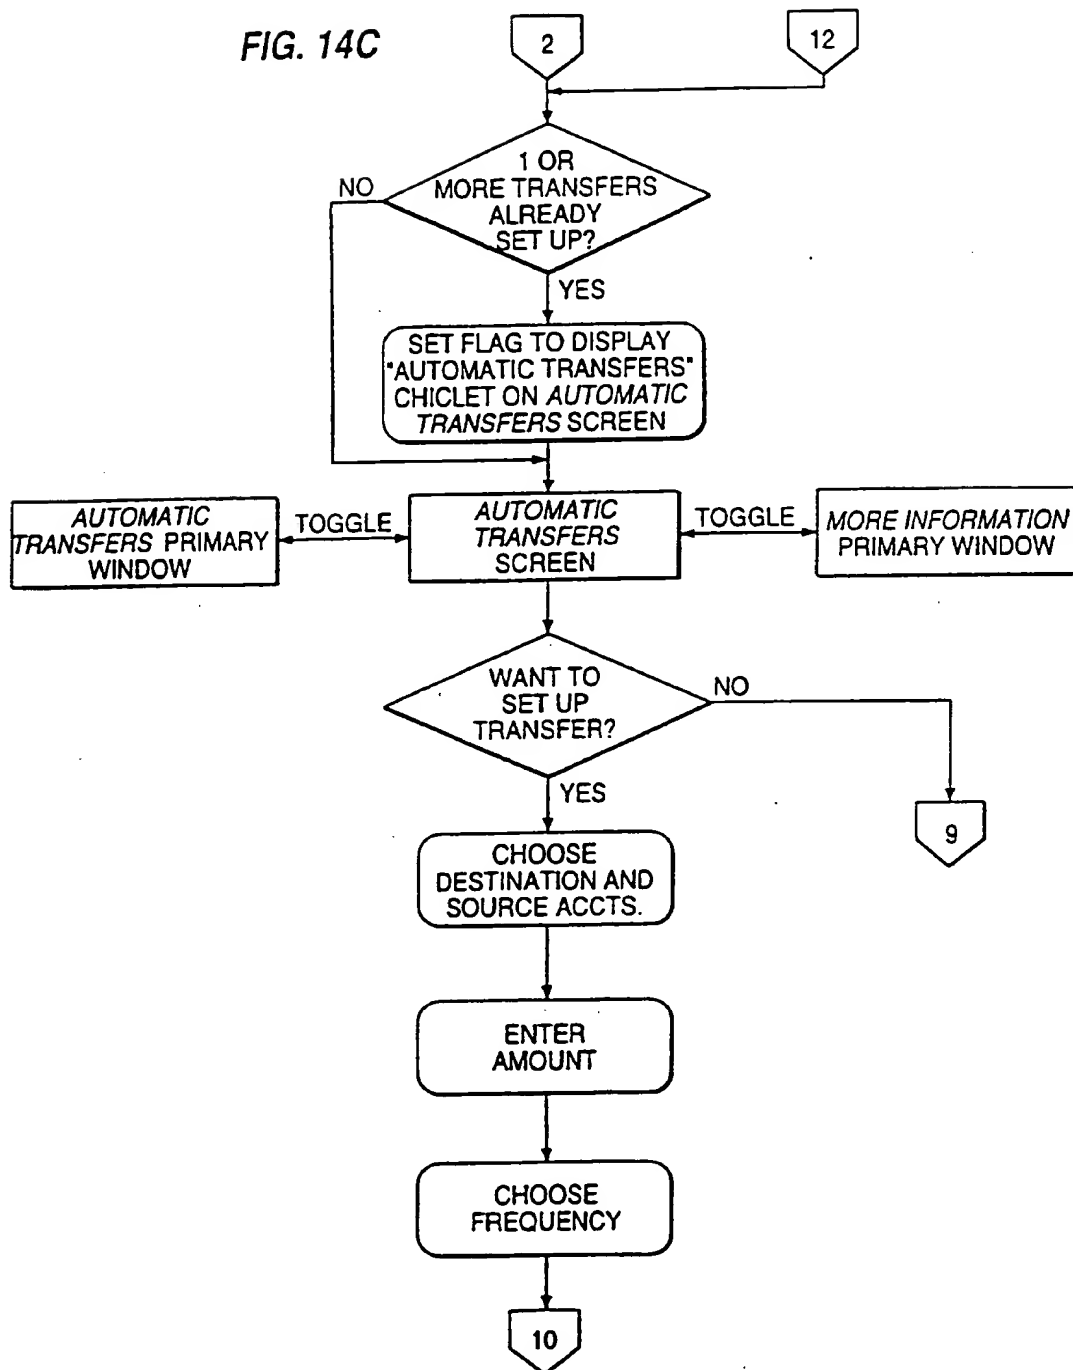 FIG. 14C
2
12
1 OR
MORE TRANSFERS
ALREADY
SET UP?
NO
YES
SET FLAG TO DISPLAY
"AUTOMATIC TRANSFERS"
CHICLET ON AUTOMATIC
TRANSFERS SCREEN
AUTOMATIC
TRANSFERS PRIMARY
WINDOW
TOGGLE
AUTOMATIC
TRANSFERS
SCREEN
TOGGLE
MORE INFORMATION
PRIMARY WINDOW
WANT TO
SET UP
TRANSFER?
NO
YES
9
CHOOSE
DESTINATION AND
SOURCE ACCTS.
ENTER
AMOUNT
CHOOSE
FREQUENCY
10